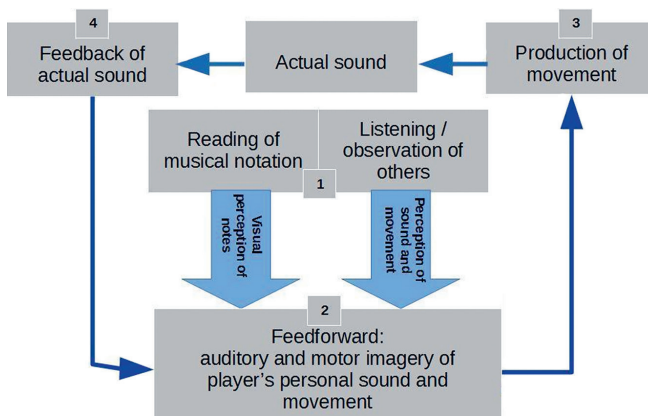 4
Feedback of
actual sound
Actual sound
3
Production of
movement
Reading of
musical notation
Listening /
observation of
others
1
Visual
perception of
notes
Perception of
sound and
movement
2
Feedforward:
auditory and motor imagery of
player’s personal sound and
movement